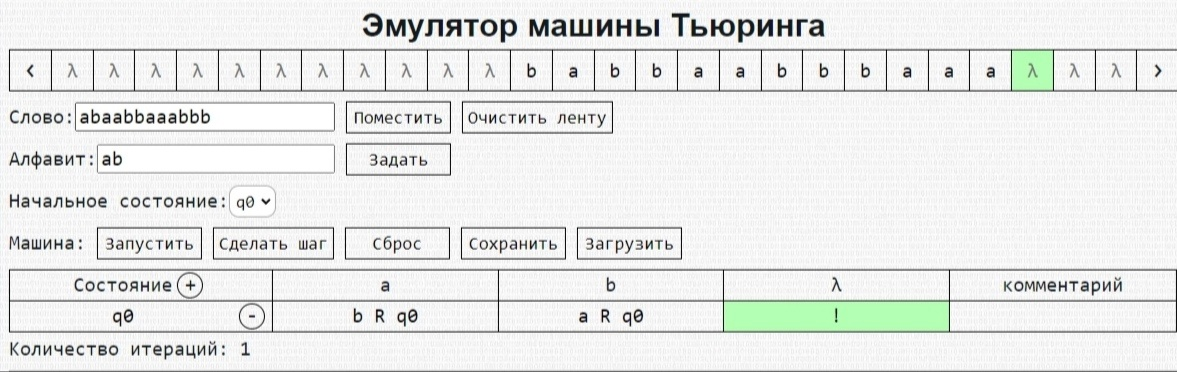 Эмулятор машины Тьюринга
< λ λ λ λ λ λ λ λ λ λ λ b a b b a a b b b a a a λ λ λ >
Слово: abaabbaaabbb Поместить Очистить ленту
Алфавит: ab Задать
Начальное состояние: q0
Машина: Запустить Сделать шаг Сброс Сохранить Загрузить
Состояние + a b λ комментарий
q0 - b R q0 a R q0 !
Количество итераций: 1